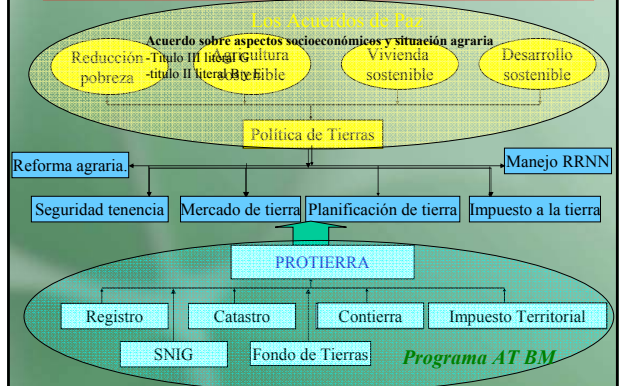 Los Acuerdos de Paz
Acuerdo sobre aspectos socioeconómicos y situación agraria
-Titulo III literal G
-titulo II literal B y E
Reducción
pobreza
Agricultura
sostenible
Vivienda
sostenible
Desarrollo
sostenible
Política de Tierras
Reforma agraria.
Manejo RRNN
Seguridad tenencia
Mercado de tierra
Planificación de tierra
Impuesto a la tierra
PROTIERRA
Registro
Catastro
Contierra
Impuesto Territorial
SNIG
Fondo de Tierras
Programa AT BM